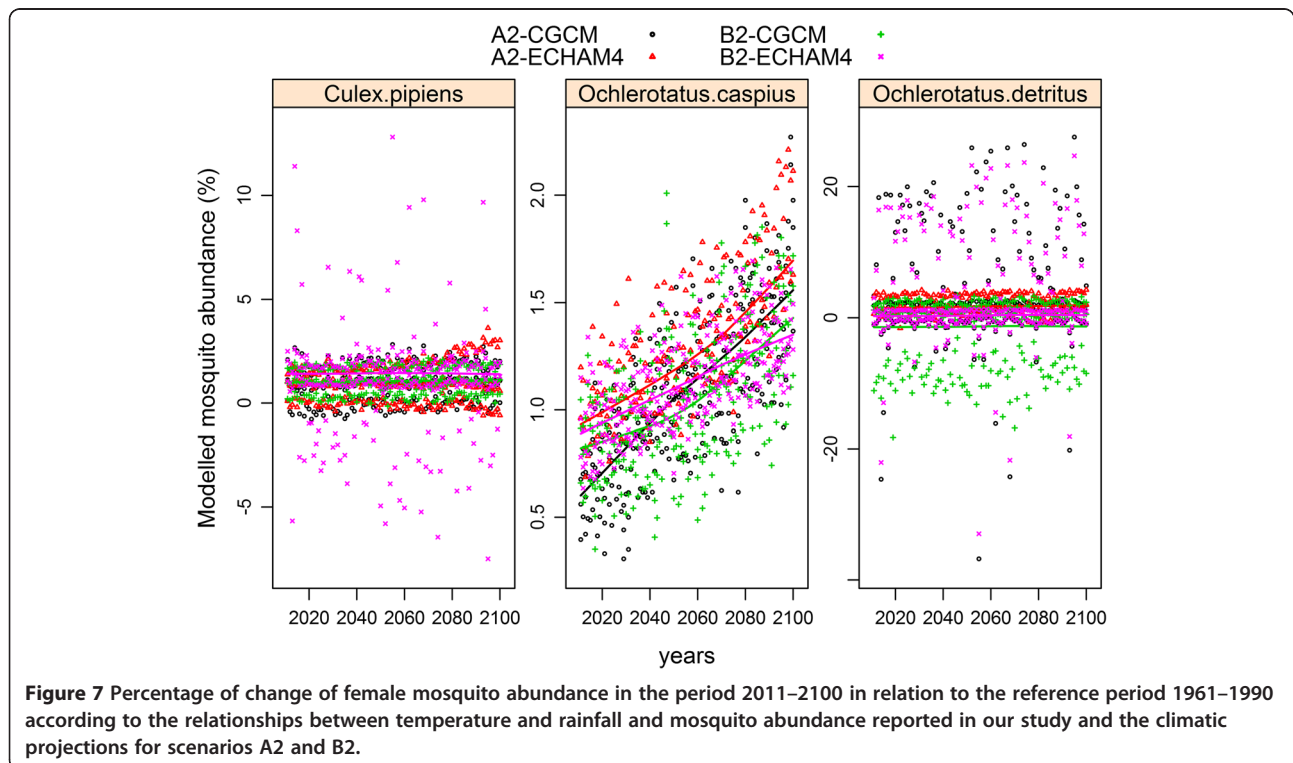 A2-CGCM B2-CGCM
A2-ECHAM4 B2-ECHAM4
Culex.pipiens
Ochlerotatus.caspius
Ochlerotatus.detritus
Modelled mosquito abundance (%)
10
5
0
-5
2.0
1.5
1.0
0.5
20
0
-20
2020 2040 2060 2080 2100
2020 2040 2060 2080 2100
2020 2040 2060 2080 2100
years
Figure 7 Percentage of change of female mosquito abundance in the period 2011–2100 in relation to the reference period 1961–1990
according to the relationships between temperature and rainfall and mosquito abundance reported in our study and the climatic
projections for scenarios A2 and B2.